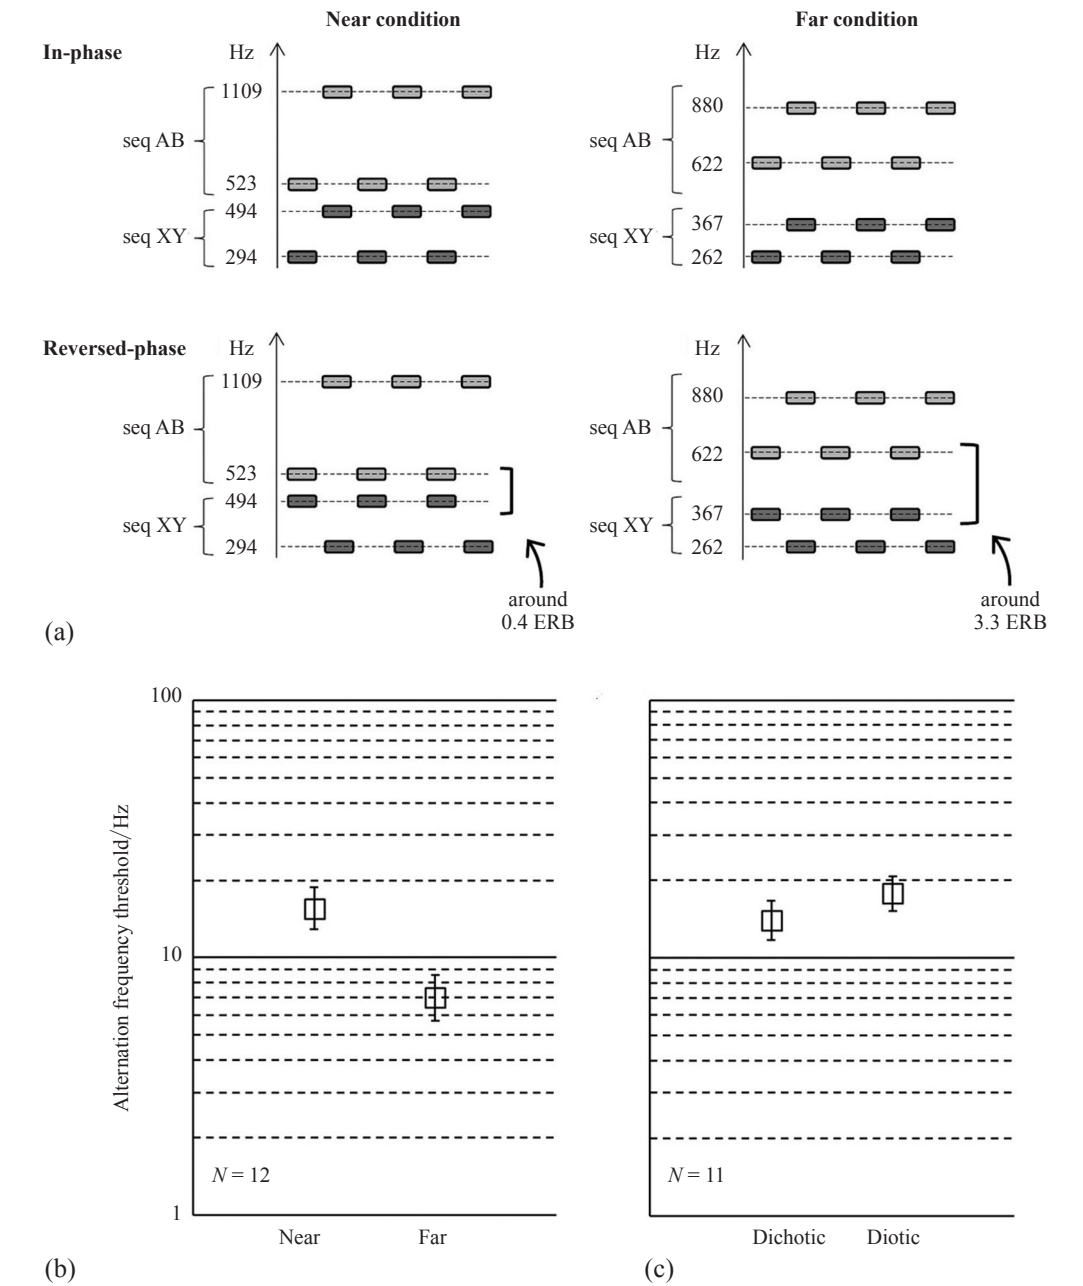 Near condition
Far condition
In-phase
Hz
1109
seq AB
523
494
seq XY
294
Hz
880
seq AB
622
367
seq XY
262
Reversed-phase
Hz
1109
seq AB
523
494
seq XY
294
around
0.4 ERB
Hz
880
seq AB
622
367
seq XY
262
around
3.3 ERB
(a)
Alternation frequency threshold/Hz
100
10
1
N = 12
Near Far
(b)
N = 11
Dichotic Diotic
(c)